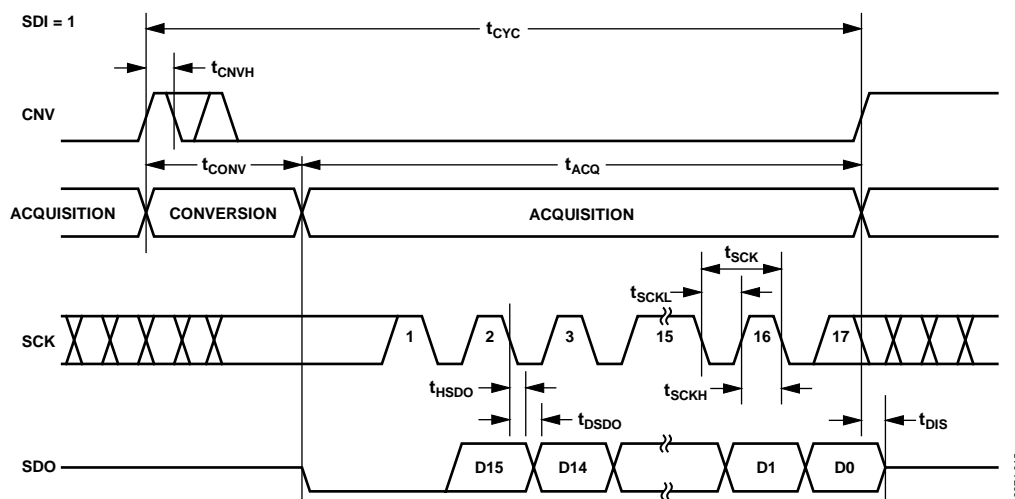 SDI = 1
tCYC
tCNVH
CNV
tCONV
tACQ
ACQUISITION CONVERSION ACQUISITION
tSCK
tSCKL
SCK 1 2 3 15 16 17
tHSDO tSCKH
tDSDO tDIS
SDO D15 D14 D1 D0